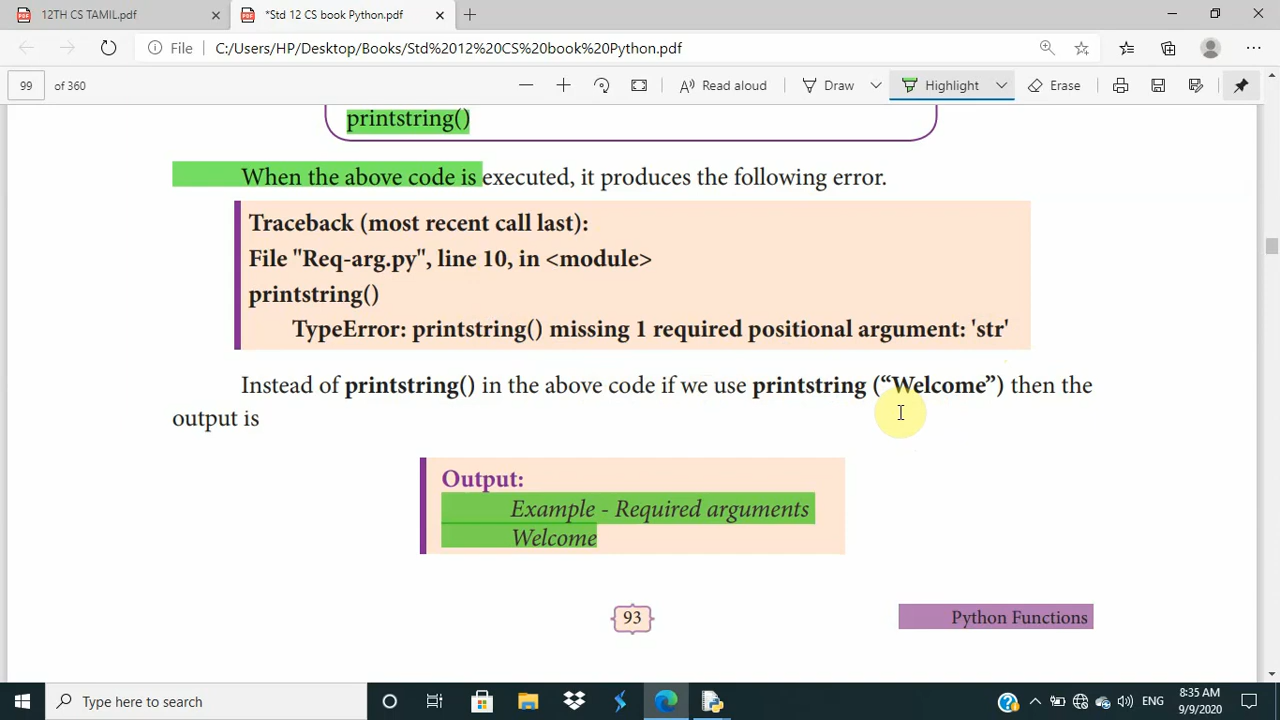 12TH CS TAMIL.pdf
*Std 12 CS book Python.pdf
File
C:/Users/HP/Desktop/Books/Std%2012%20CS%20book%20Python.pdf
99 of 360
Read aloud
Draw
Highlight
Erase
printstring()
When the above code is executed, it produces the following error.
Traceback (most recent call last):
File "Req-arg.py", line 10, in <module>
printstring()
TypeError: printstring() missing 1 required positional argument: 'str'
Instead of printstring() in the above code if we use printstring (“Welcome”) then the
output is
Output:
Example - Required arguments
Welcome
93
Python Functions
Type here to search
ENG
8:35 AM
9/9/2020